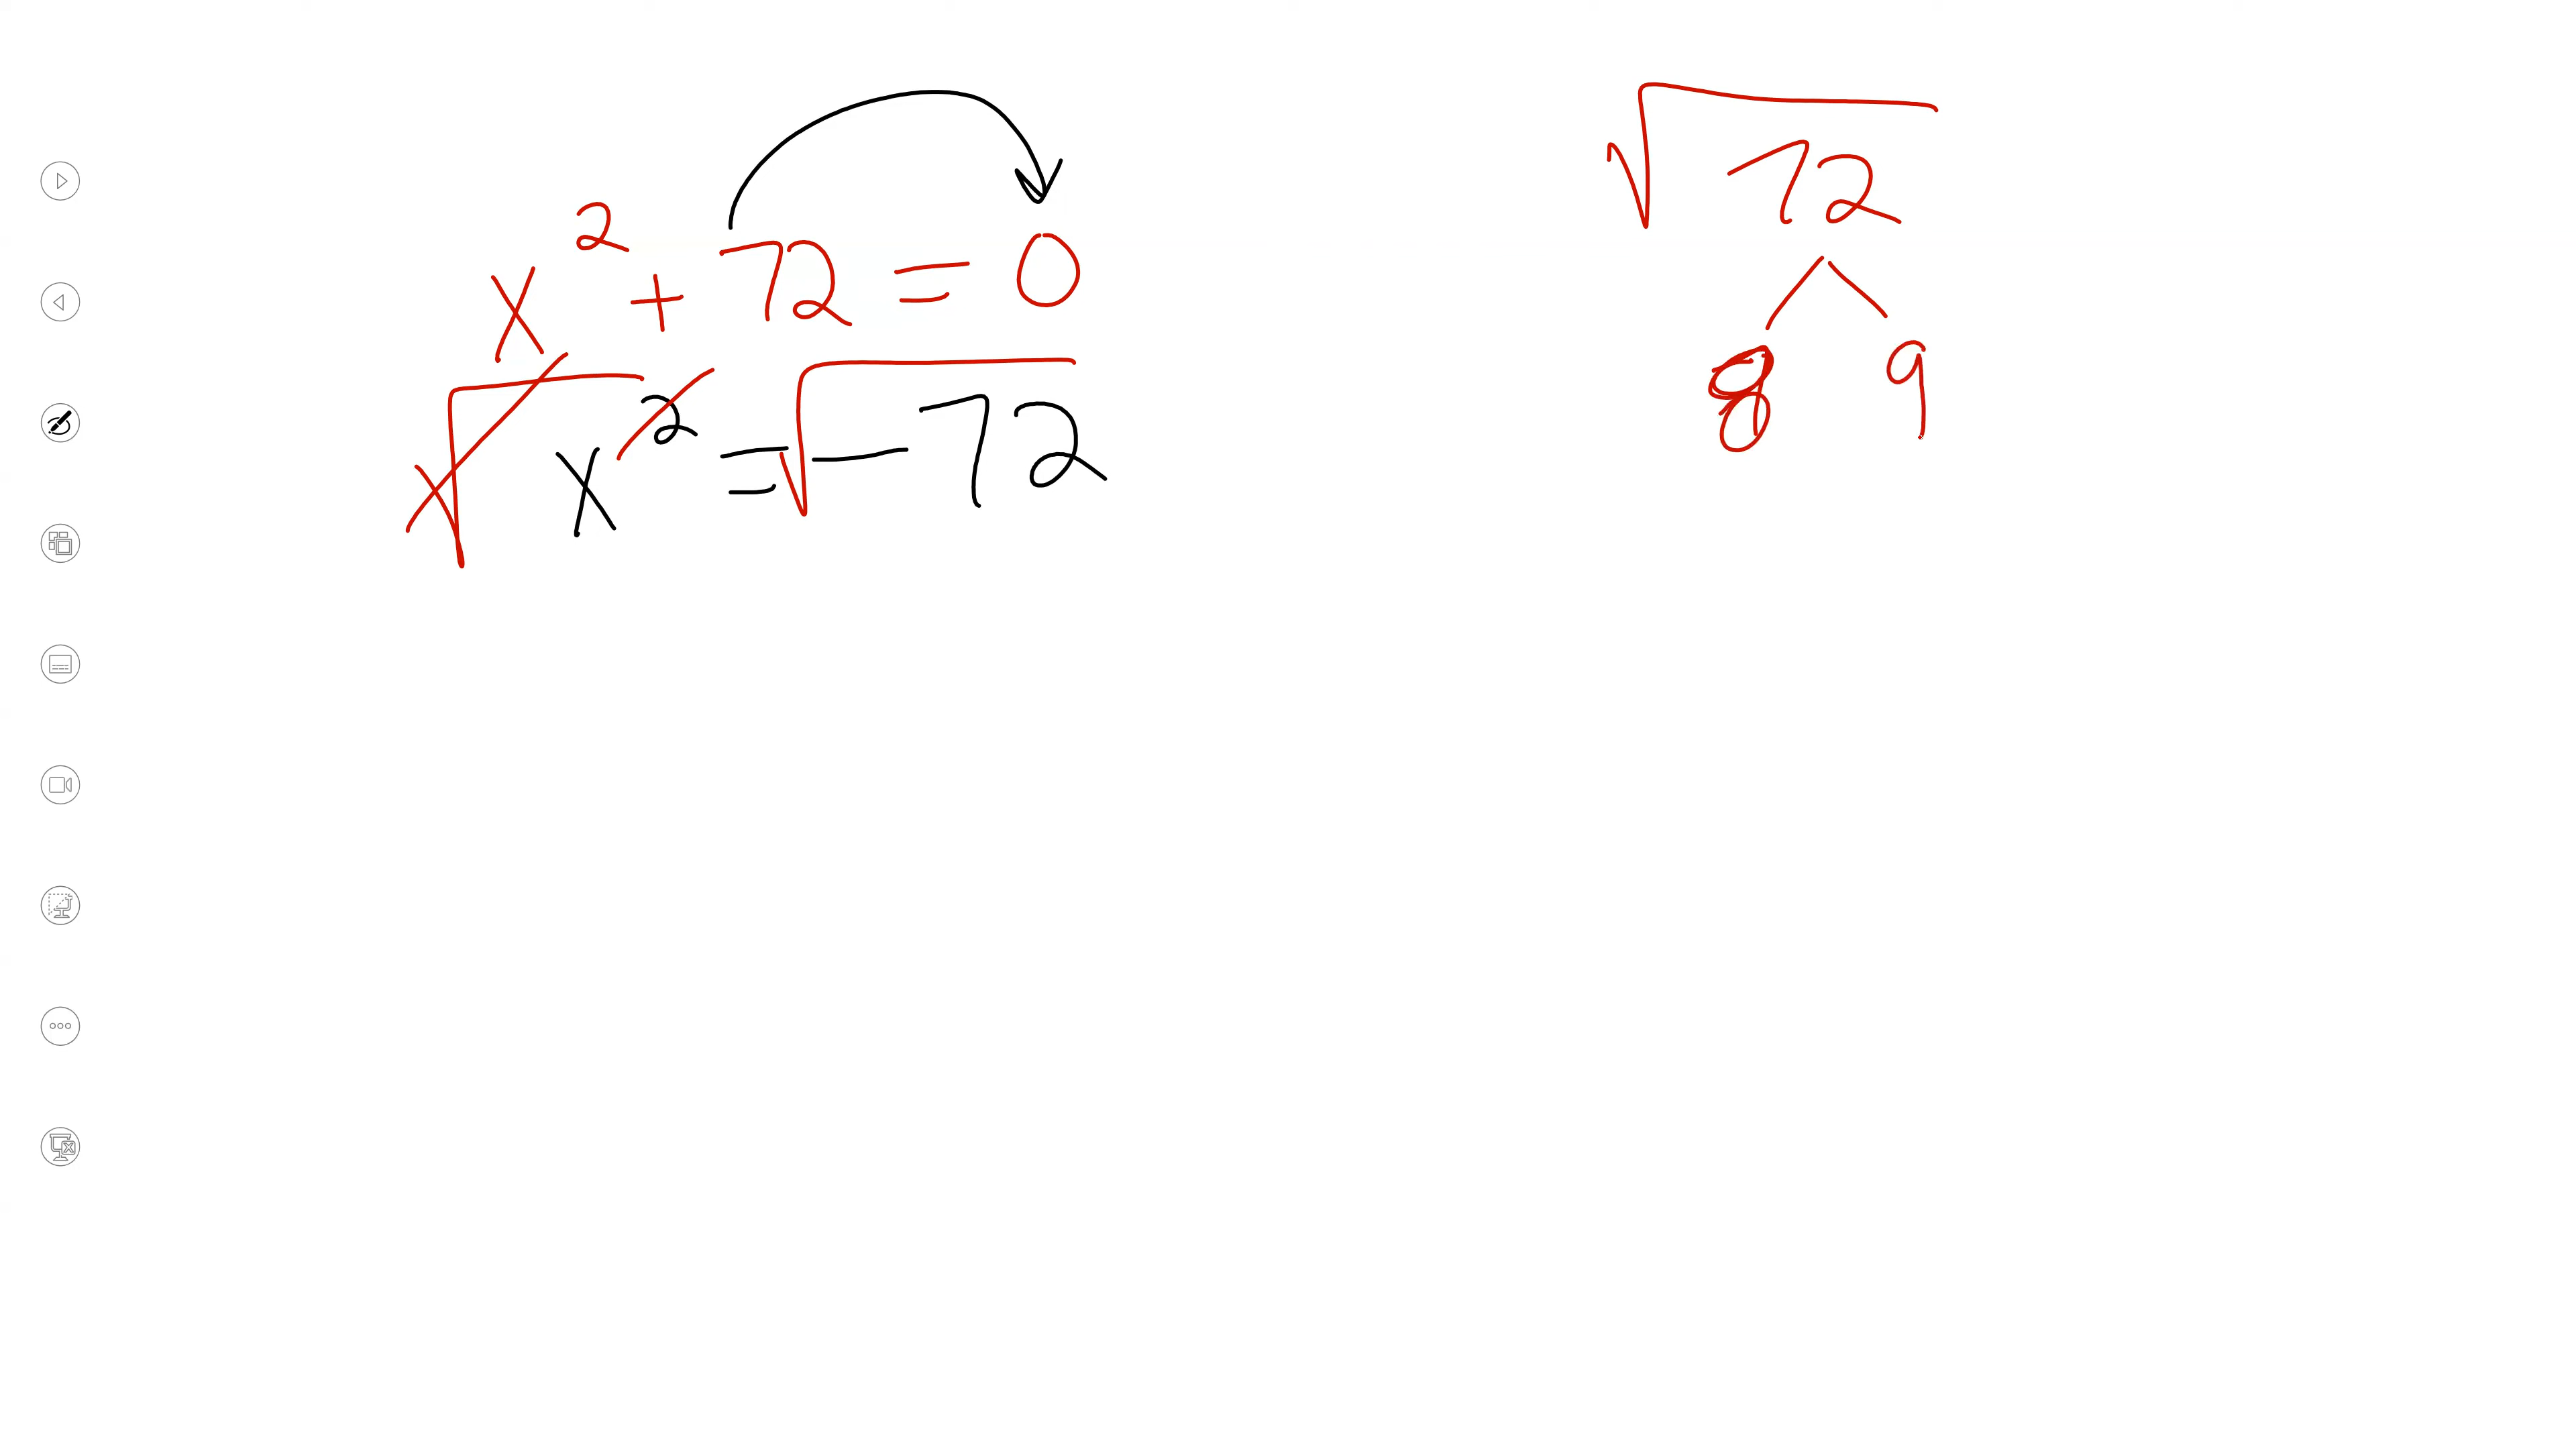 x² + 72 = 0
√x² = √-72
√72
8 9